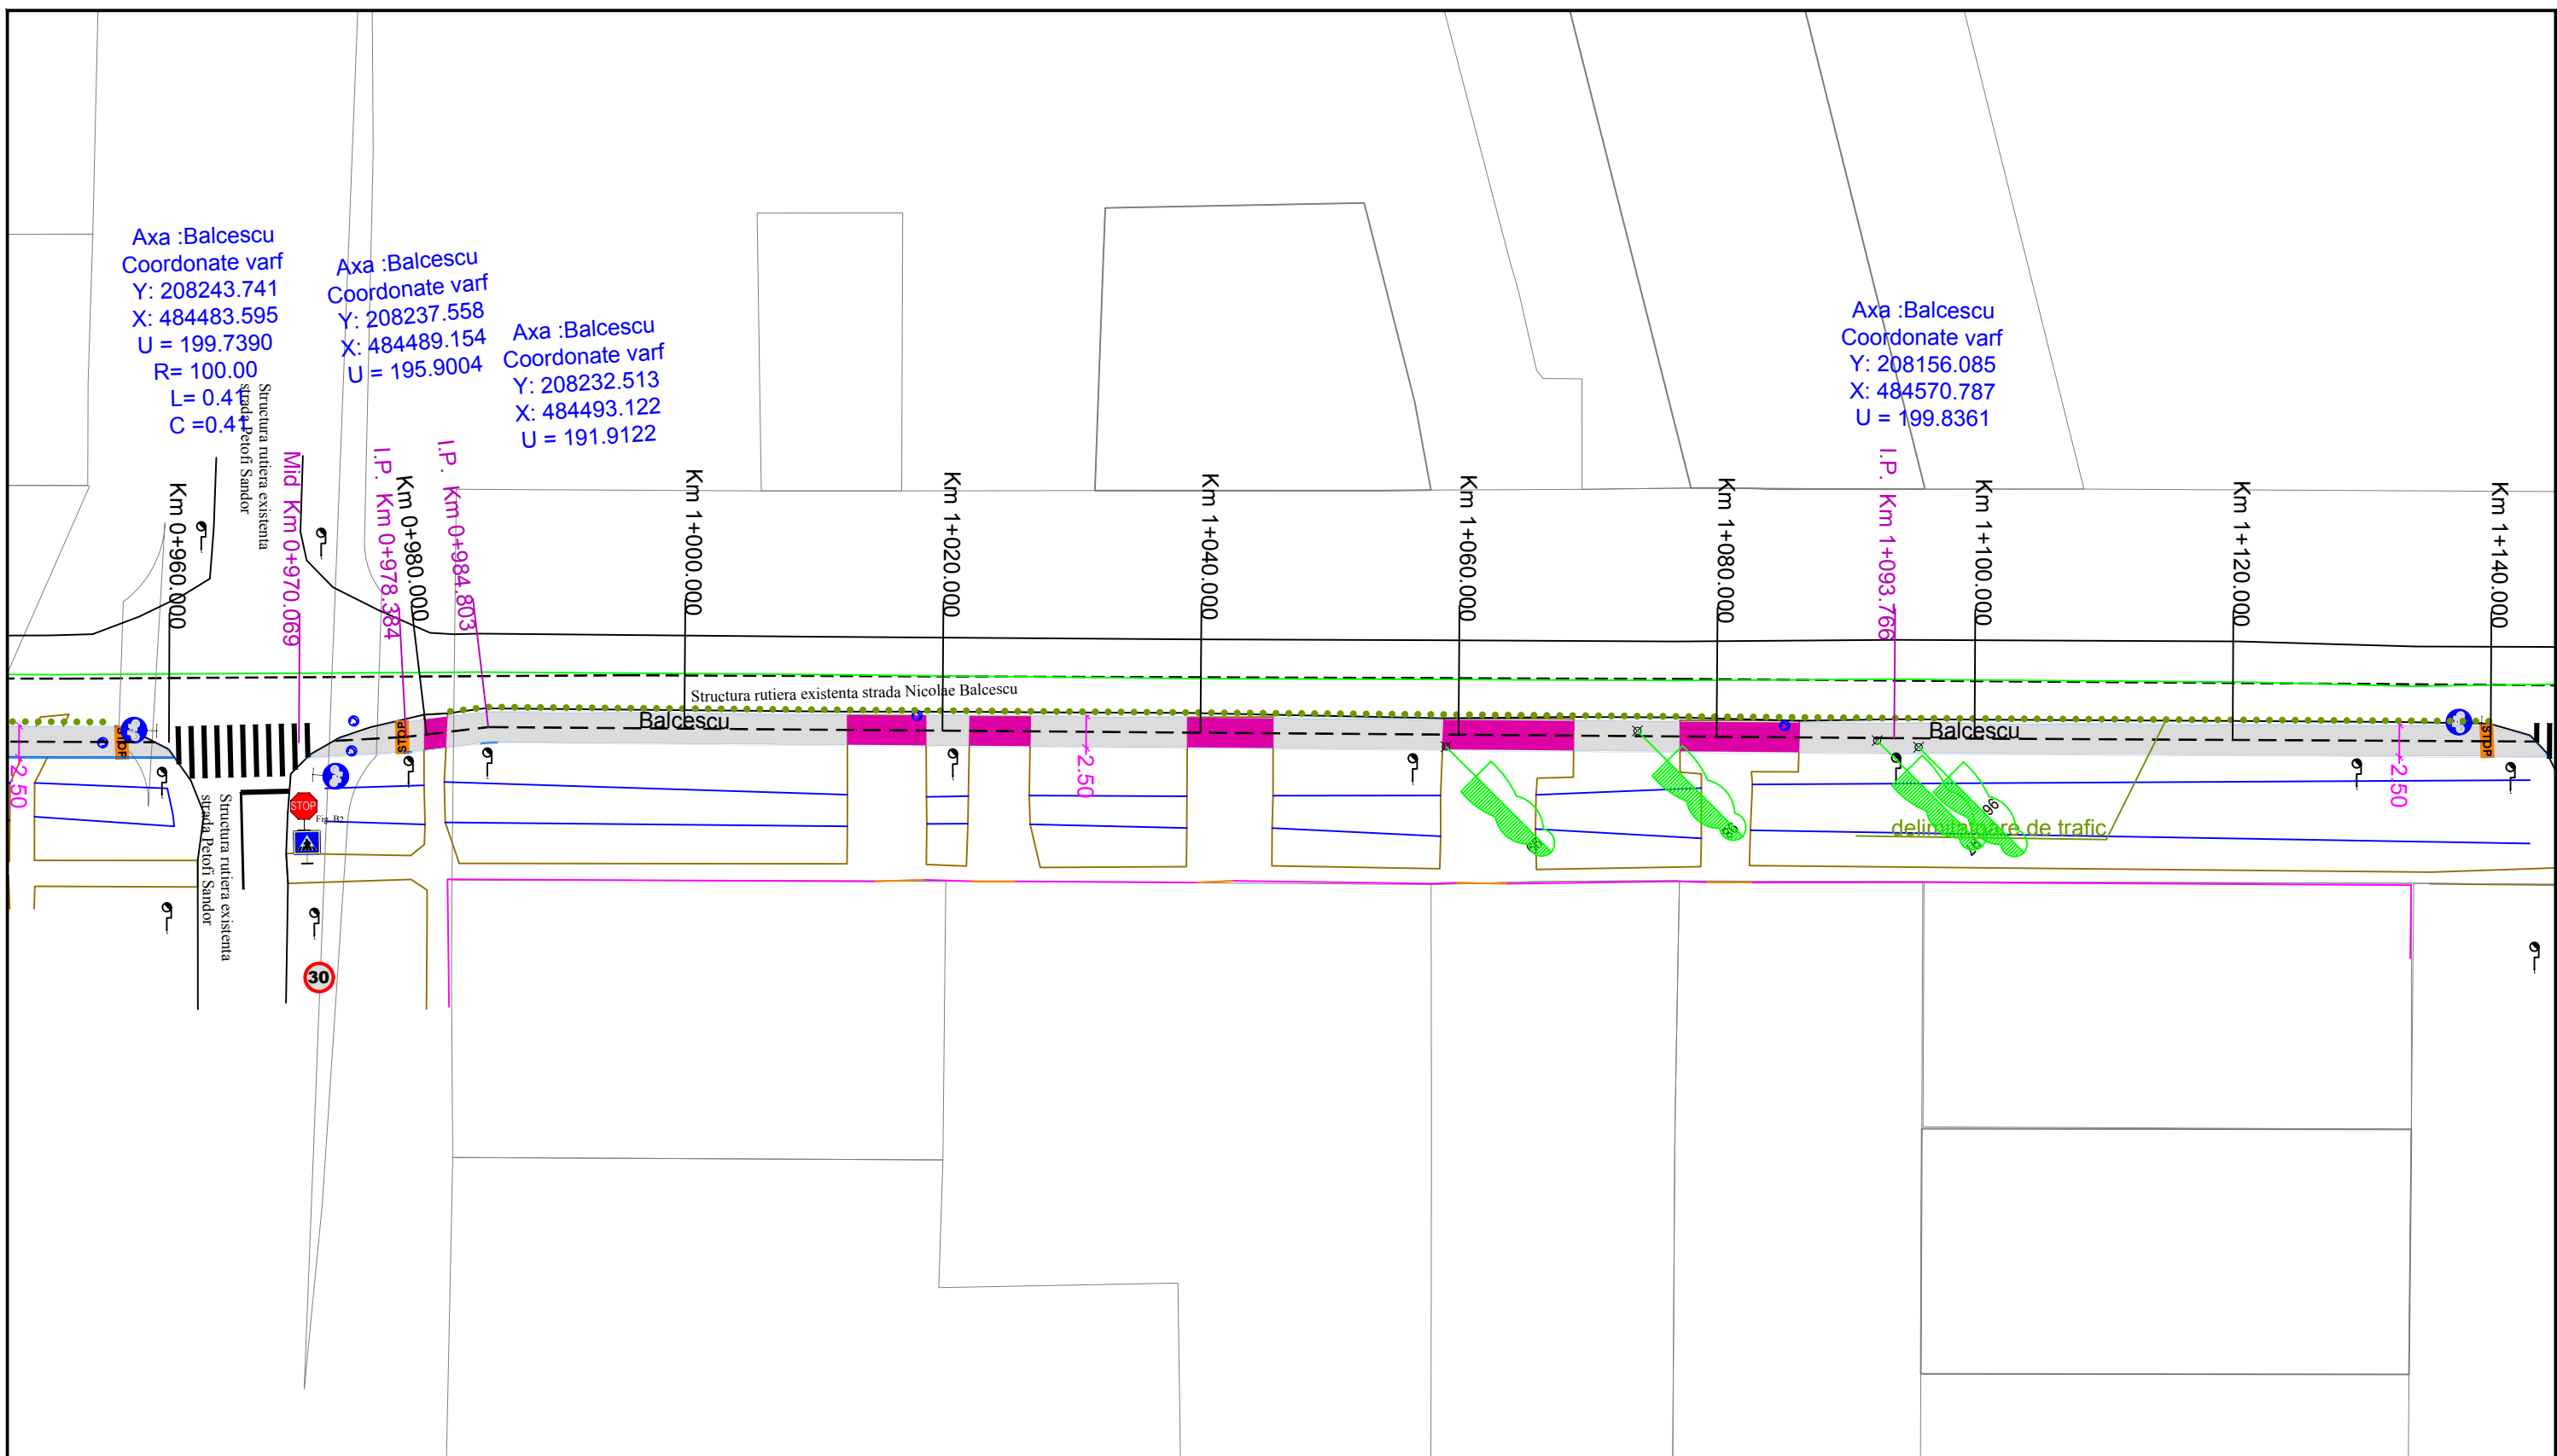 Axa :Balcescu
Coordonate varf
Y: 208243.741
X: 484483.595
U = 199.7390
R= 100.00
L= 0.41
C =0.41
Axa :Balcescu
Coordonate varf
Y: 208237.558
X: 484489.154
U = 195.9004
Axa :Balcescu
Coordonate varf
Y: 208232.513
X: 484493.122
U = 191.9122
Axa :Balcescu
Coordonate varf
Y: 208156.085
X: 484570.787
U = 199.8361
Structura rutiera existenta
strada Petofi Sandor
Km 0+960.000
Mid Km 0+970.069
I.P. Km 0+978.384
Km 0+980.000
I.P. Km 0+984.803
Km 1+000.000
Km 1+020.000
Km 1+040.000
Km 1+060.000
Km 1+080.000
I.P. Km 1+093.766
Km 1+100.000
Km 1+120.000
Km 1+140.000
Structura rutiera existenta strada Nicolae Balcescu
Balcescu
Balcescu
STOP
STOP
STOP
2.50
2.50
2.50
STOP
Fig. B2
Structura rutiera existenta
strada Petofi Sandor
30
96
delimitatoare de trafic